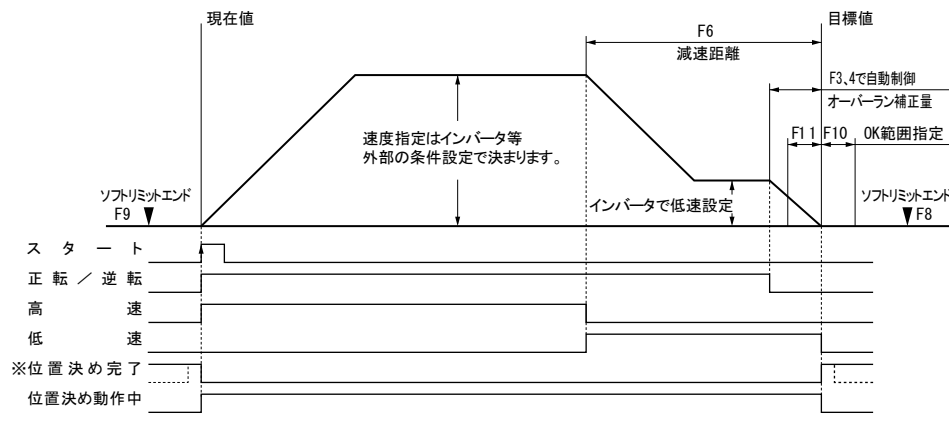 現在値
目標値
F6
減速距離
F3、4で自動制御
オーバーラン補正量
F11
F10
OK範囲指定
速度指定はインバータ等
外部の条件設定で決まります。
インバータで低速設定
ソフトリミットエンド
F9
ソフトリミットエンド
F8
スタート
正転／逆転
高速
低速
※位置決め完了
位置決め動作中